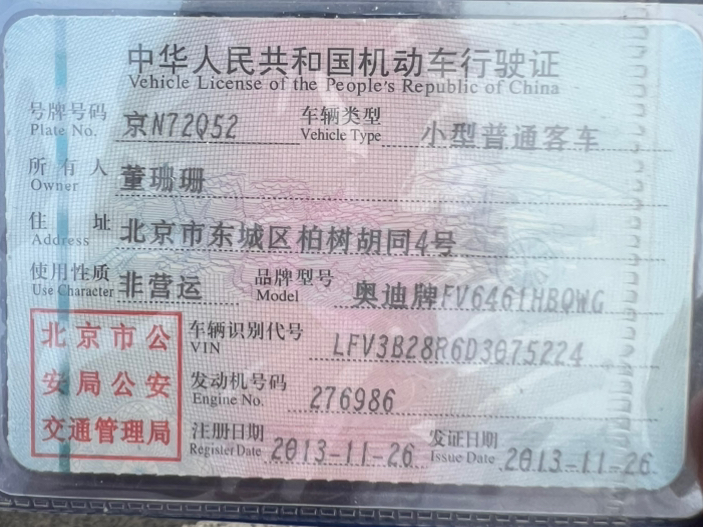 中华人民共和国机动车行驶证
Vehicle License of the People's Republic of China
号牌号码 京N72Q52 车辆类型 小型普通客车
Plate No. Vehicle Type
所有人 董珊珊
Owner
住址 北京市东城区柏树胡同4号
Address
使用性质 非营运 品牌型号 奥迪牌FV6461HBQWG
Use Character Model
北京市公
安局公安
交通管理局
车辆识别代号 LFV3B28R6D3075224
VIN
发动机号码 276986
Engine No.
注册日期 2013-11-26 发证日期 2013-11-26
Register Date Issue Date